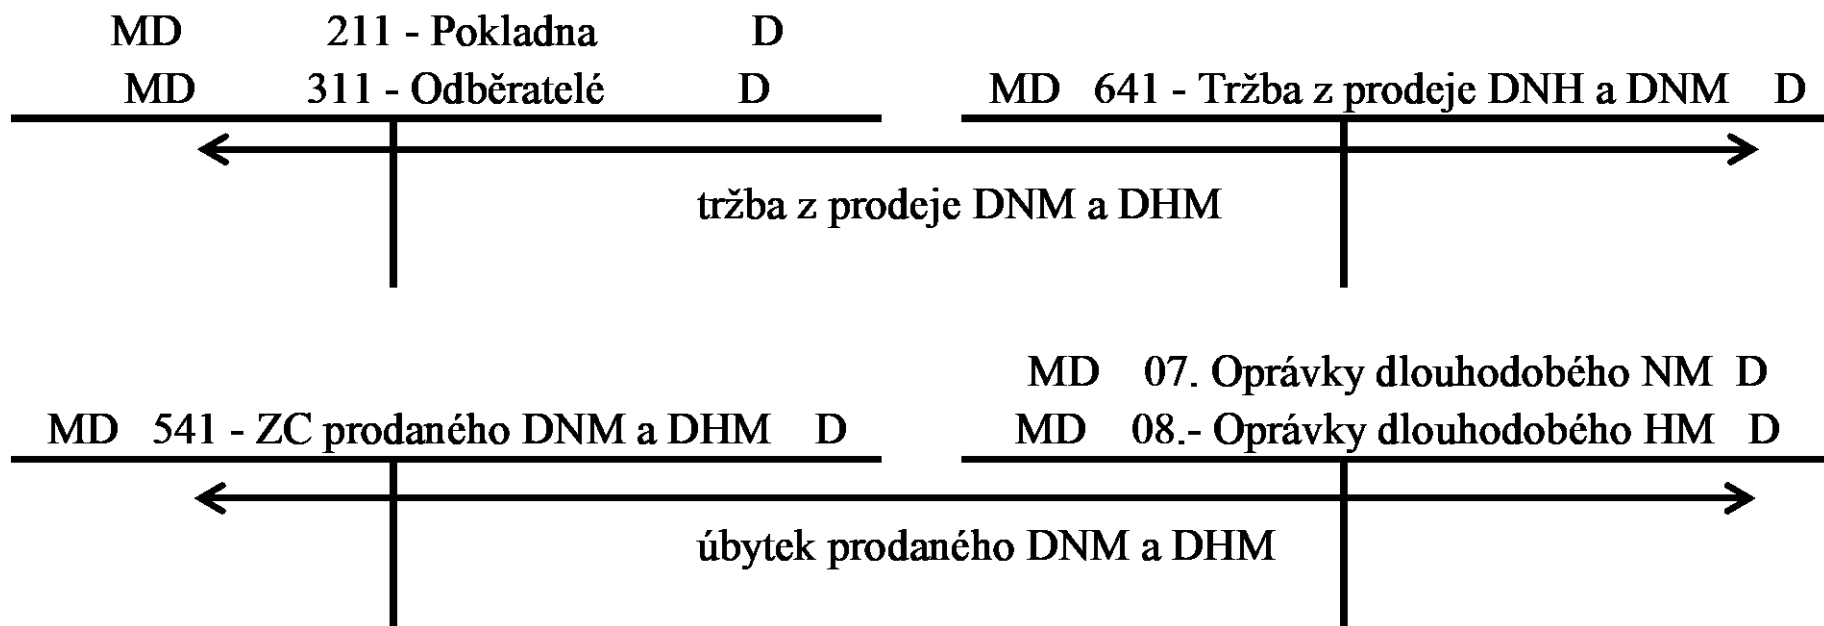 MD 211 - Pokladna D
MD 311 - Odběratelé D MD 641 - Tržba z prodeje DNH a DNM D
tržba z prodeje DNM a DHM
MD 07. Oprávky dlouhodobého NM D
MD 541 - ZC prodaného DNM a DHM D MD 08.- Oprávky dlouhodobého HM D
úbytek prodaného DNM a DHM